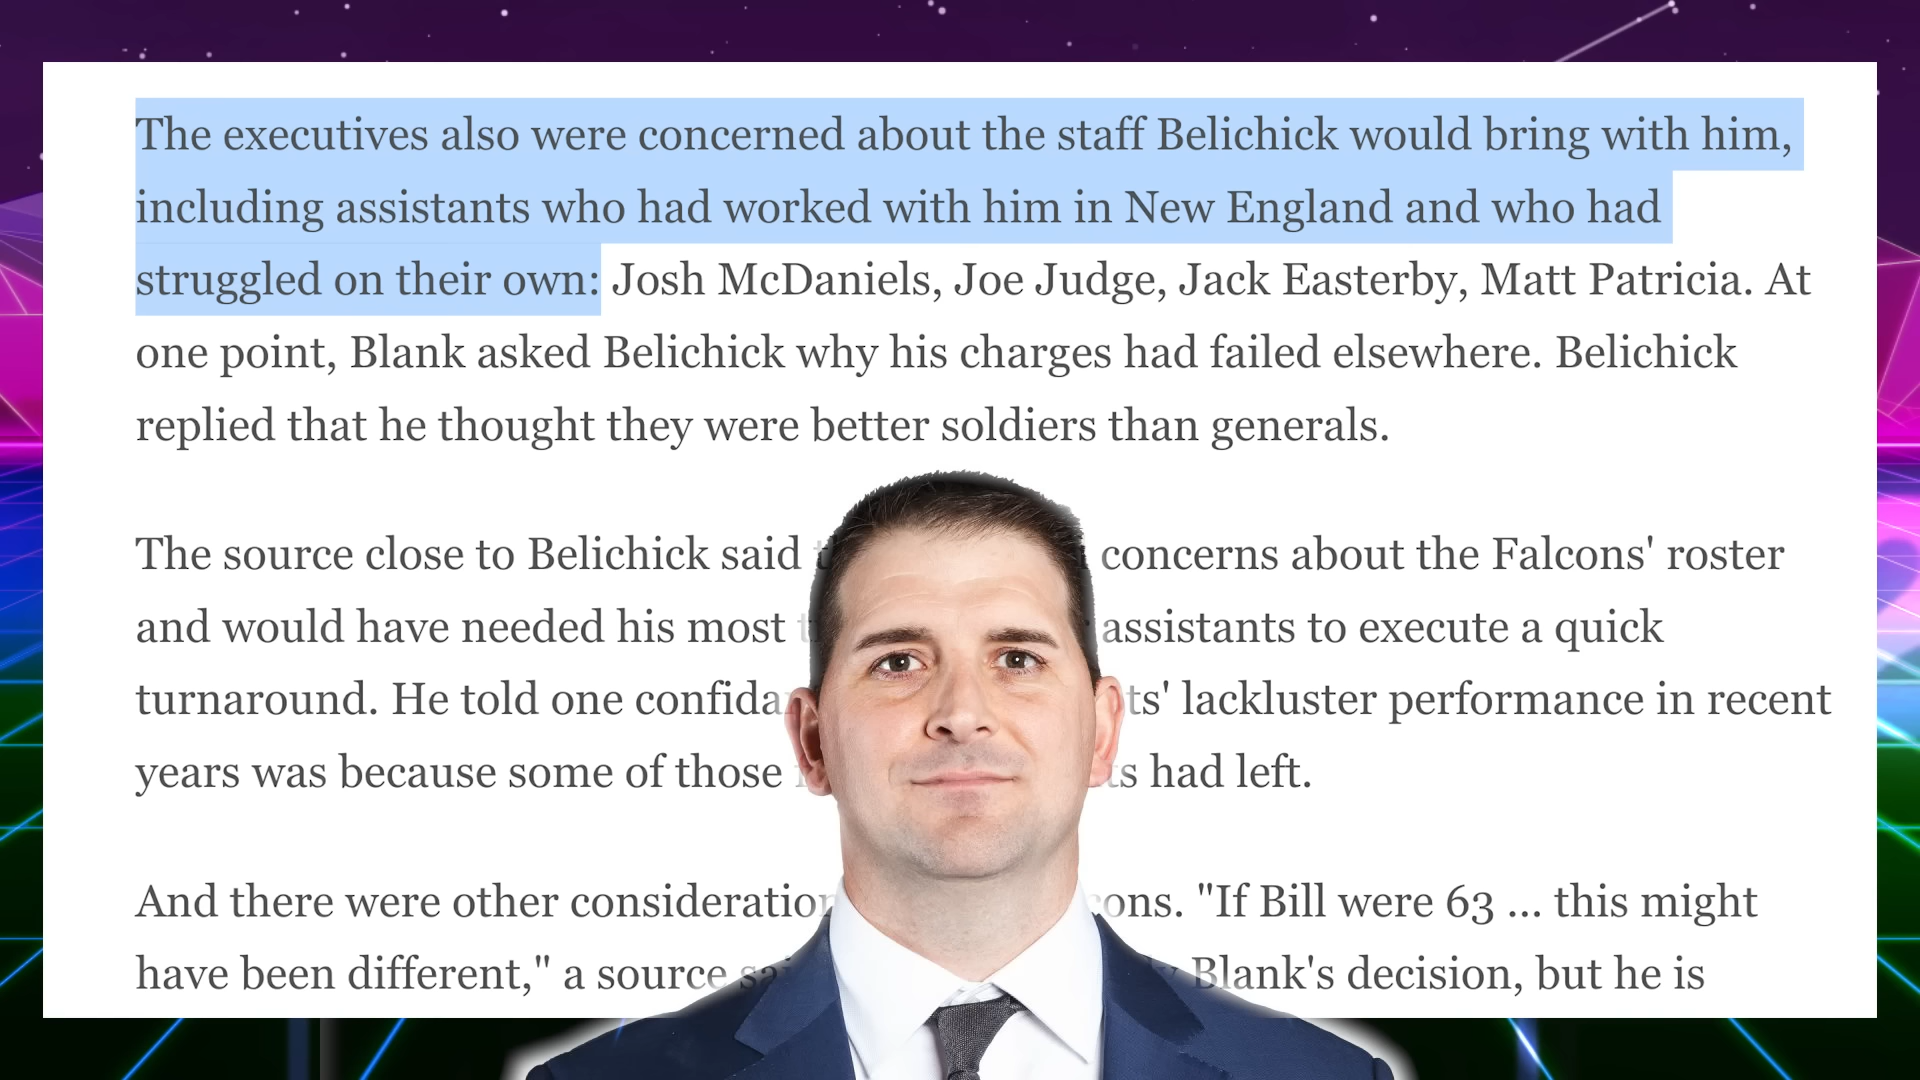 The executives also were concerned about the staff Belichick would bring with him,
including assistants who had worked with him in New England and who had
struggled on their own: Josh McDaniels, Joe Judge, Jack Easterby, Matt Patricia. At
one point, Blank asked Belichick why his charges had failed elsewhere. Belichick
replied that he thought they were better soldiers than generals.
The source close to Belichick said concerns about the Falcons' roster
and would have needed his most assistants to execute a quick
turnaround. He told one lackluster performance in recent
years was because some of those had left.
And there were other "If Bill were 63 ... this might
have been different," a source Blank's decision, but he is